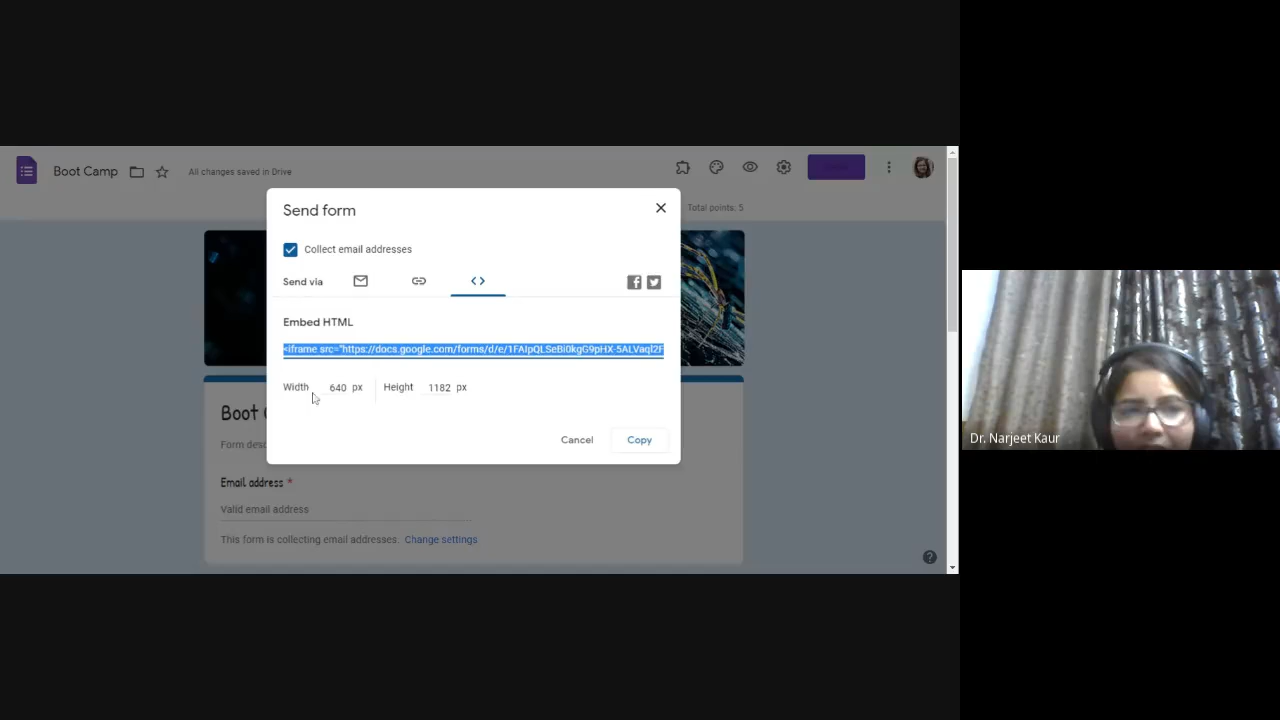 Boot Camp
All changes saved in Drive
Total points: 5
Send form
Collect email addresses
Send via
Embed HTML
<iframe src="https://docs.google.com/forms/d/e/1FAIpQLSeBi0kgG9pHX-5ALVaql2F
Width 640 px Height 1182 px
Cancel Copy
Boot
Form
Email address *
Valid email address
This form is collecting email addresses. Change settings
Dr. Narjeet Kaur